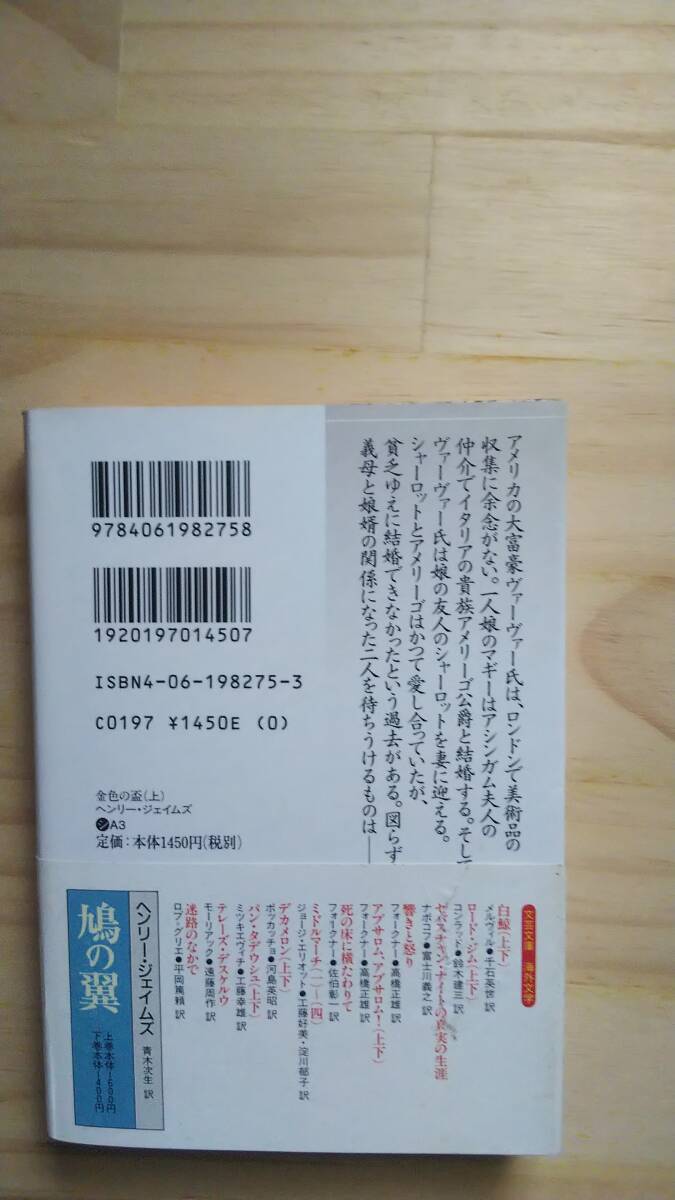 アメリカの大富豪ヴァーヴァー氏は、ロンドンで美術品の
収集に余念がない。一人娘のマギーはアシンガム夫人の
仲介でイタリアの貴族アメリーゴ公爵と結婚する。そして
ヴァーヴァー氏は娘の友人のシャーロットを妻に迎える。
シャーロットとアメリーゴはかつて愛し合っていたが、
貧乏ゆえに結婚できなかったという過去がある。図らず
義母と娘婿の関係になった二人を待ちうけるものは——
9784061982758
1920197014507
ISBN4-06-198275-3
C0197 ¥1450E (0)
金色の盃(上)
ヘンリー・ジェイムズ
ジA3
定価:本体1450円(税別)
文芸文庫 海外文学
白鯨(上下)
メルヴィル●千石英世 訳
ロード・ジム(上下)
コンラッド●鈴木建三 訳
セバスチャン・ナイトの真実の生涯
ナボコフ●富士川義之 訳
響きと怒り
フォークナー●高橋正雄 訳
アブサロム、アブサロム!(上下)
フォークナー●高橋正雄 訳
死の床に横たわりて
フォークナー●佐伯彰一 訳
ミドルマーチ(一)〜(四)
ジョージ・エリオット●工藤好美・淀川郁子 訳
デカメロン(上下)
ボッカッチョ●河島英昭 訳
パン・タデウシュ(上下)
ミツキエヴィチ●工藤幸雄 訳
テレーズ・デスケルウ
モーリアック●遠藤周作 訳
迷路のなかで
ロブ=グリエ●平岡篤頼 訳
ヘンリー・ジェイムズ 青木次生 訳
鳩の翼
上巻本体1600円
下巻本体1400円